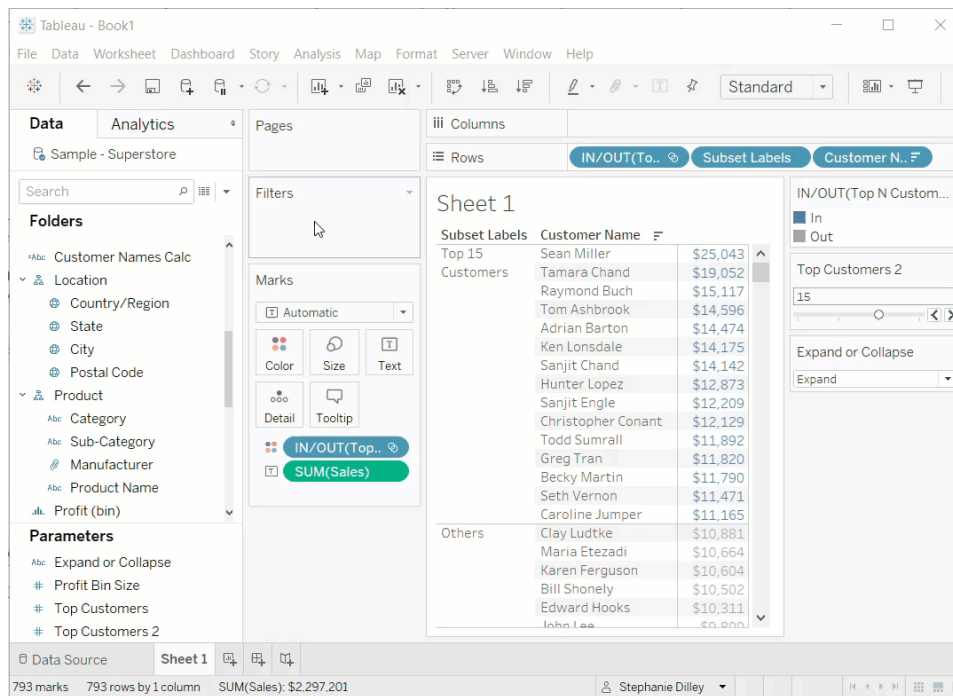 Tableau - Book1
File Data Worksheet Dashboard Story Analysis Map Format Server Window Help
Standard
Data Analytics
Sample - Superstore
Search
Folders
Abc Customer Names Calc
Location
Country/Region
State
City
Postal Code
Product
Abc Category
Abc Sub-Category
Manufacturer
Abc Product Name
Profit (bin)
Parameters
Abc Expand or Collapse
# Profit Bin Size
# Top Customers
# Top Customers 2
Pages
Filters
Marks
Automatic
Color Size Text
Detail Tooltip
IN/OUT(Top..
SUM(Sales)
Columns
Rows IN/OUT(To.. Subset Labels Customer N..
Sheet 1
Subset Labels Customer Name
Top 15 Sean Miller $25,043
Customers Tamara Chand $19,052
Raymond Buch $15,117
Tom Ashbrook $14,596
Adrian Barton $14,474
Ken Lonsdale $14,175
Sanjit Chand $14,142
Hunter Lopez $12,873
Sanjit Engle $12,209
Christopher Conant $12,129
Todd Sumrall $11,892
Greg Tran $11,820
Becky Martin $11,790
Seth Vernon $11,471
Caroline Jumper $11,165
Others Clay Ludtke $10,881
Maria Etezadi $10,664
Karen Ferguson $10,604
Bill Shonely $10,502
Edward Hooks $10,311
John Lee $9,800
IN/OUT(Top N Custom...
In
Out
Top Customers 2
15
Expand or Collapse
Expand
Data Source Sheet 1
793 marks 793 rows by 1 column SUM(Sales): $2,297,201 Stephanie Dilley